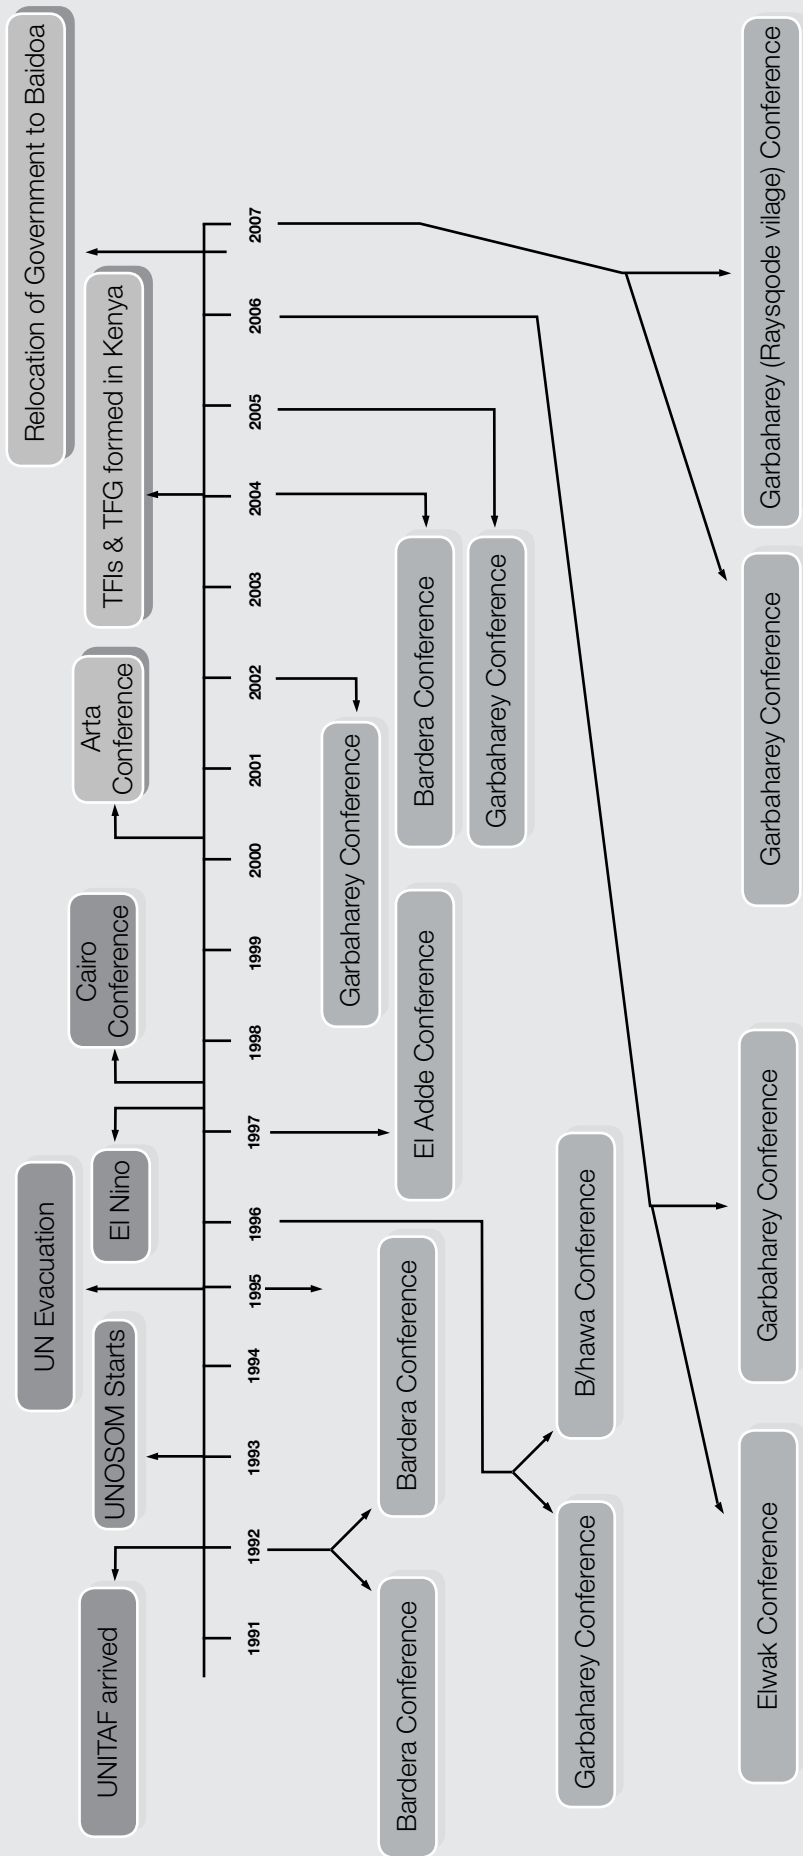 Relocation of Government to Baidoa
TFIs & TFG formed in Kenya
Arta
Conference
Cairo
Conference
UN Evacuation
El Nino
UNOSOM Starts
UNITAF arrived
1991
1992
1993
1994
1995
1996
1997
1998
1999
2000
2001
2002
2003
2004
2005
2006
2007
Garbaharey Conference
Bardera Conference
Garbaharey Conference
El Adde Conference
Bardera Conference
Bardera Conference
B/hawa Conference
Garbaharey Conference
Elwak Conference
Garbaharey Conference
Garbaharey Conference
Garbaharey (Raysqode vilage) Conference